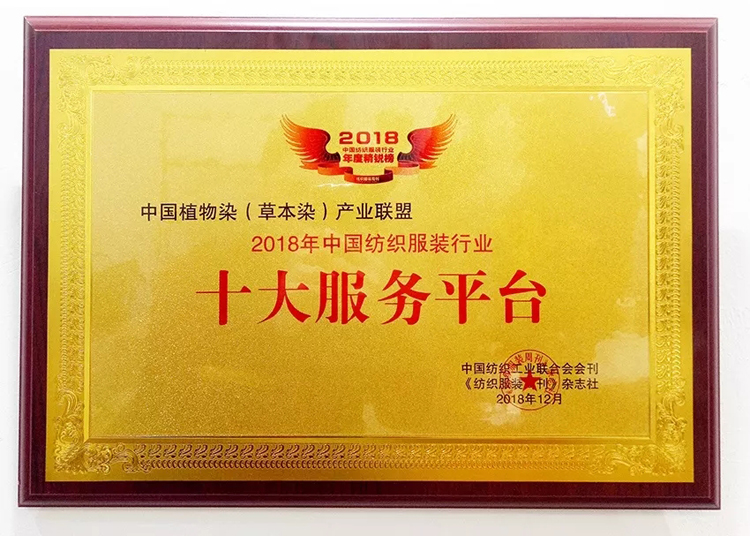 2018
中国纺织服装行业
年度精锐榜
中国植物染（草本染）产业联盟
2018年中国纺织服装行业
十大服务平台
中国纺织工业联合会会刊
《纺织服装周刊》杂志社
2018年12月